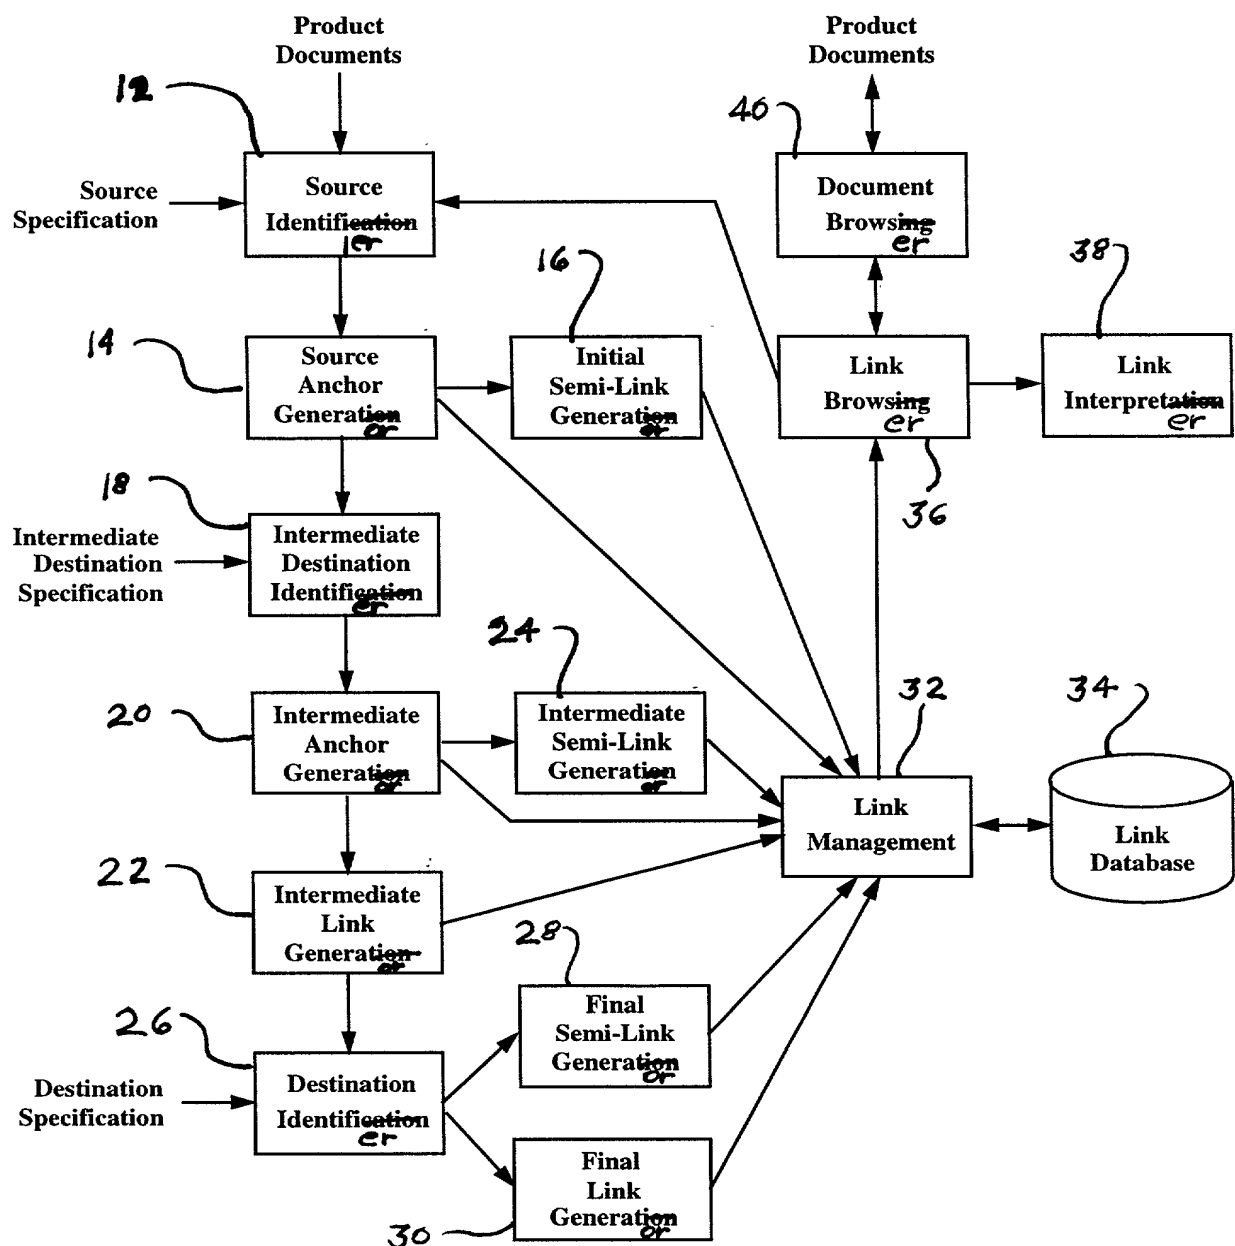 Product
Documents
12
Source
Specification
Source
Identification
ier
14
Source
Anchor
Generation
or
16
Initial
Semi-Link
Generation
or
18
Intermediate
Destination
Specification
Intermediate
Destination
Identification
er
20
Intermediate
Anchor
Generation
or
24
Intermediate
Semi-Link
Generation
or
22
Intermediate
Link
Generation
or
26
Destination
Specification
Destination
Identification
er
28
Final
Semi-Link
Generation
or
30
Final
Link
Generation
or
Product
Documents
40
Document
Browsing
er
Link
Browsing
er
36
38
Link
Interpretation
er
32
Link
Management
34
Link
Database